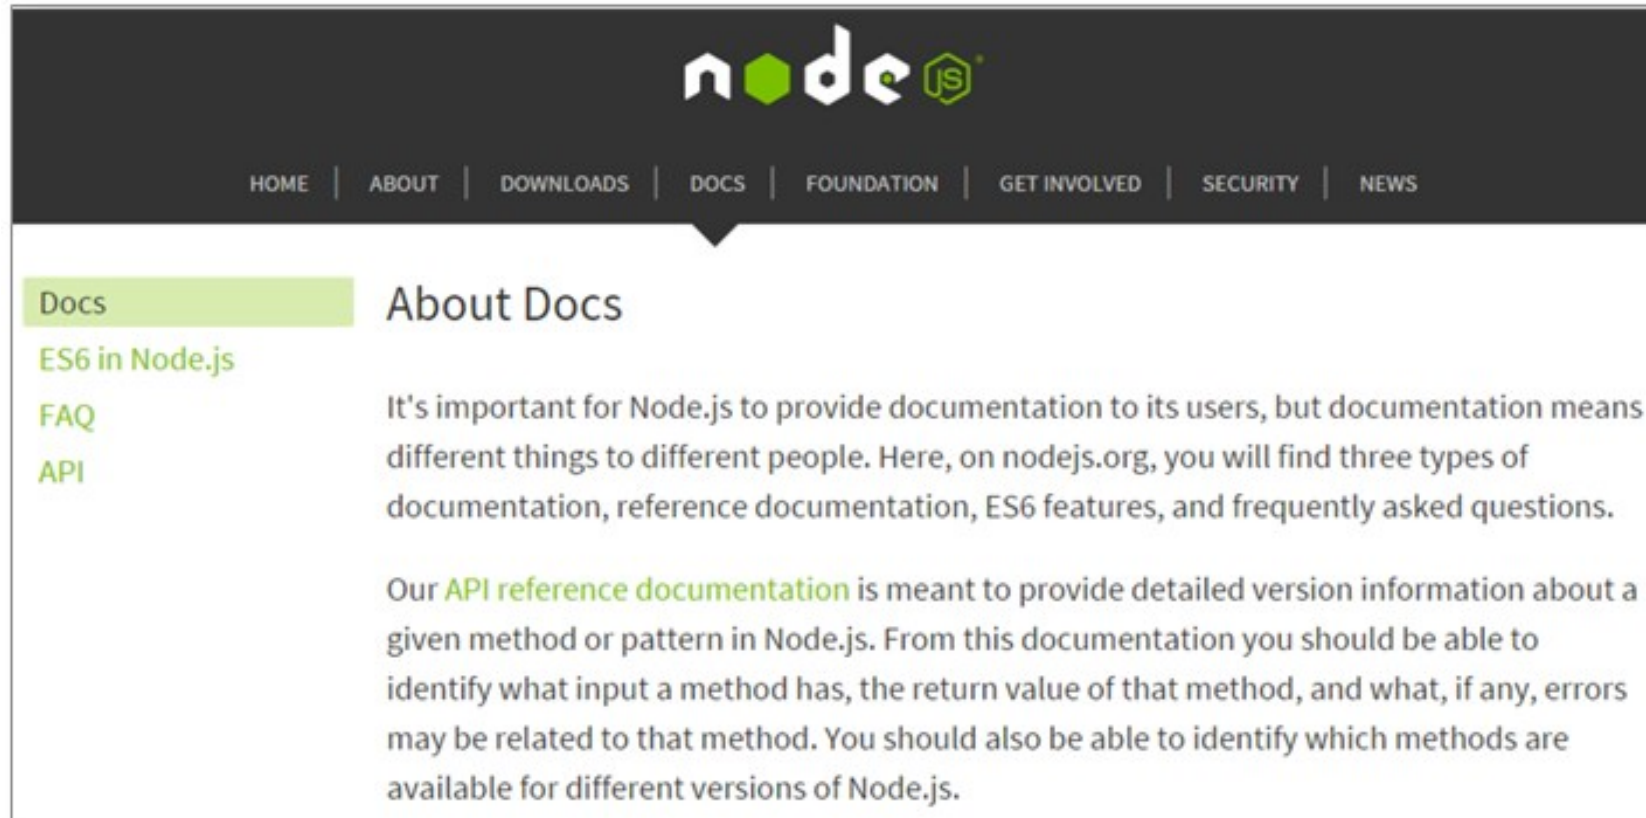 node JS
HOME | ABOUT | DOWNLOADS | DOCS | FOUNDATION | GET INVOLVED | SECURITY | NEWS
Docs
ES6 in Node.js
FAQ
API
About Docs
It's important for Node.js to provide documentation to its users, but documentation means
different things to different people. Here, on nodejs.org, you will find three types of
documentation, reference documentation, ES6 features, and frequently asked questions.
Our API reference documentation is meant to provide detailed version information about a
given method or pattern in Node.js. From this documentation you should be able to
identify what input a method has, the return value of that method, and what, if any, errors
may be related to that method. You should also be able to identify which methods are
available for different versions of Node.js.